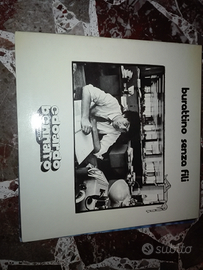 burattino senza fili
edoardo
bennato
Subito